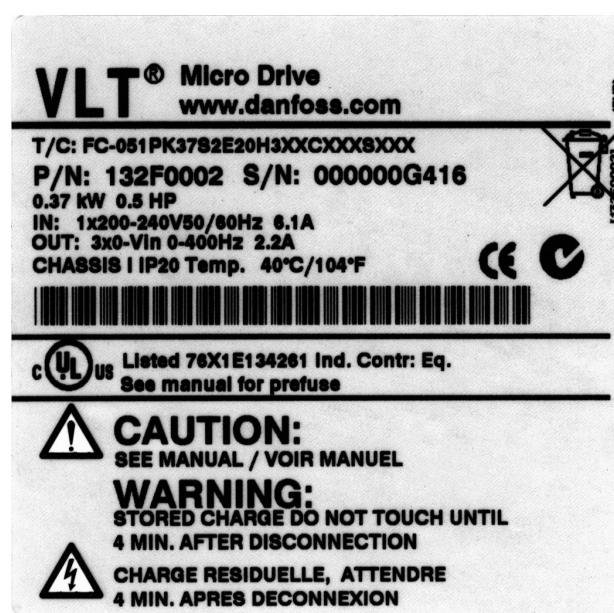 VLT® Micro Drive
www.danfoss.com
T/C: FC-051PK37S2E20H3XXCXXXSXXX
P/N: 132F0002 S/N: 000000G416
0.37 kW 0.5 HP
IN: 1x200-240V50/60Hz 6.1A
OUT: 3x0-Vin 0-400Hz 2.2A
CHASSIS I IP20 Temp. 40°C/104°F
CE
C UL US Listed 76X1E134261 Ind. Contr: Eq.
See manual for prefuse
CAUTION:
SEE MANUAL / VOIR MANUEL
WARNING:
STORED CHARGE DO NOT TOUCH UNTIL
4 MIN. AFTER DISCONNECTION
CHARGE RESIDUELLE, ATTENDRE
4 MIN. APRES DECONNEXION